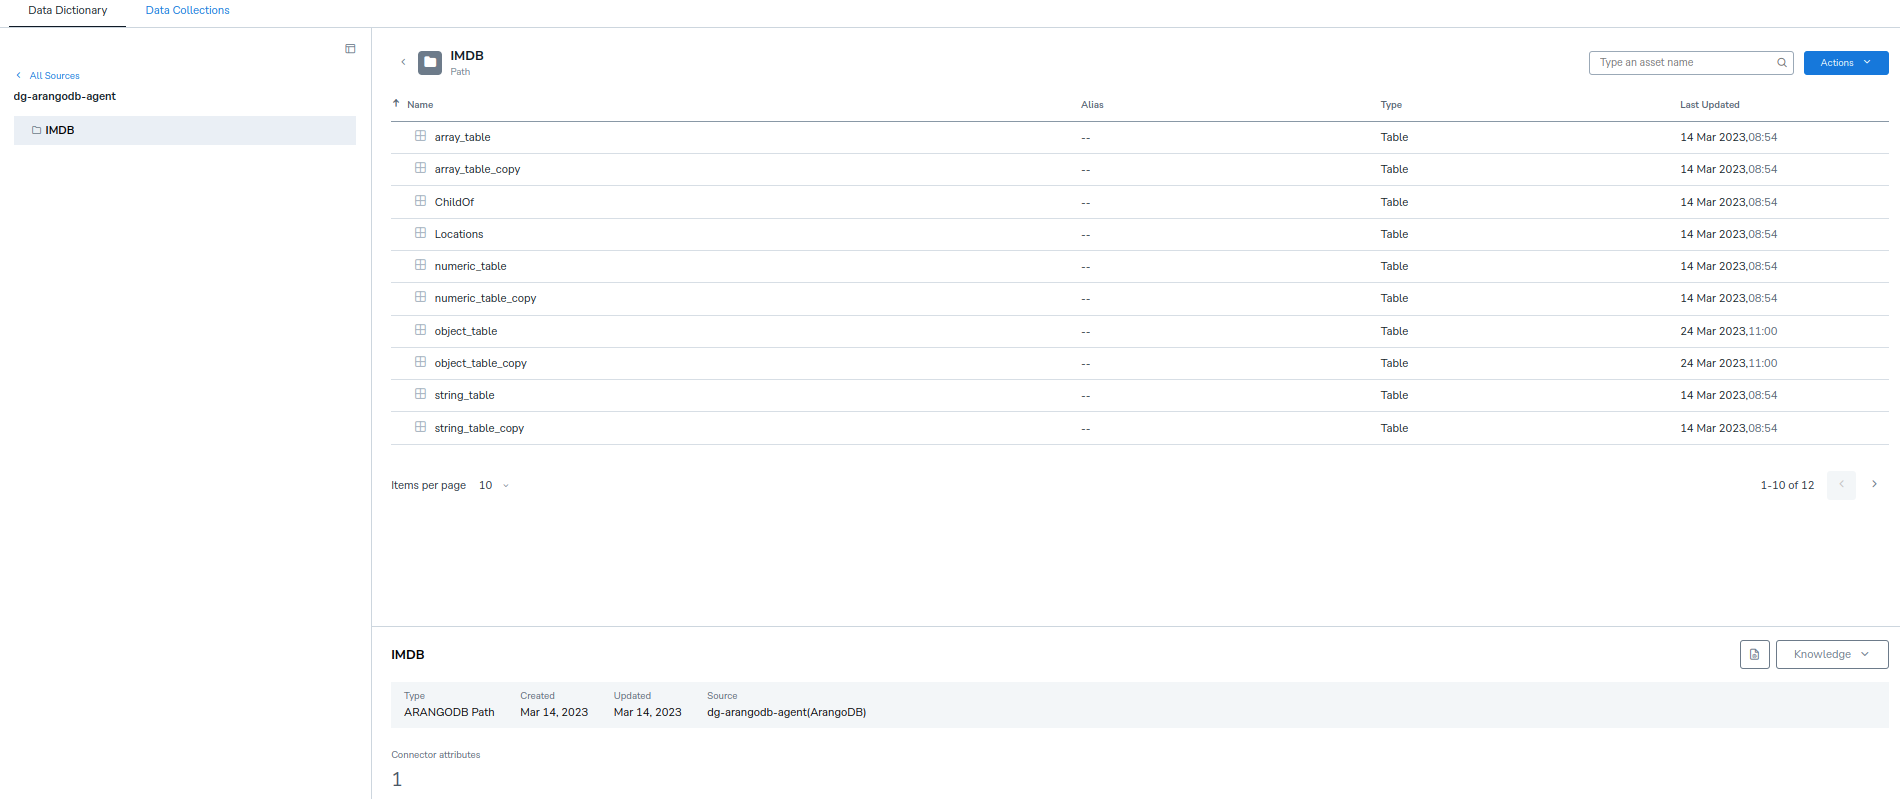 Data Dictionary Data Collections
All Sources
dg-arangodb-agent
IMDB
IMDB
Path
Type an asset name
Actions
Name Alias Type Last Updated
array_table -- Table 14 Mar 2023,08:54
array_table_copy -- Table 14 Mar 2023,08:54
ChildOf -- Table 14 Mar 2023,08:54
Locations -- Table 14 Mar 2023,08:54
numeric_table -- Table 14 Mar 2023,08:54
numeric_table_copy -- Table 14 Mar 2023,08:54
object_table -- Table 24 Mar 2023,11:00
object_table_copy -- Table 24 Mar 2023,11:00
string_table -- Table 14 Mar 2023,08:54
string_table_copy -- Table 14 Mar 2023,08:54
Items per page 10 1-10 of 12
IMDB
Knowledge
Type Created Updated Source
ARANGODB Path Mar 14, 2023 Mar 14, 2023 dg-arangodb-agent(ArangoDB)
Connector attributes
1